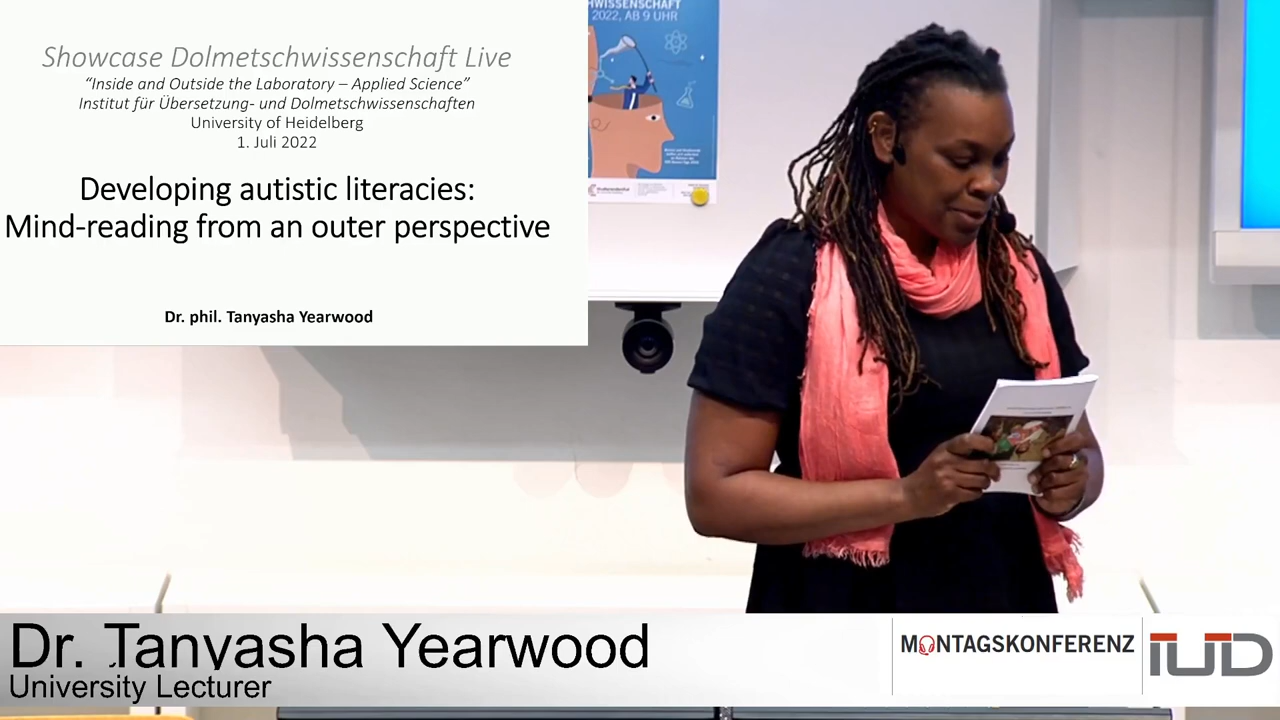 Showcase Dolmetschwissenschaft Live
“Inside and Outside the Laboratory – Applied Science”
Institut für Übersetzung- und Dolmetschwissenschaften
University of Heidelberg
1. Juli 2022
Developing autistic literacies:
Mind-reading from an outer perspective
Dr. phil. Tanyasha Yearwood
HWISSENSCHAFT
2022, AB 9 UHR
Dr. Tanyasha Yearwood
University Lecturer
MONTAGSKONFERENZ
IUD